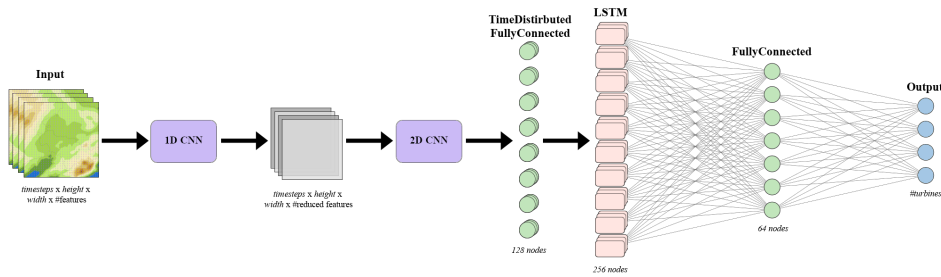 Input
timesteps x height x
width x #features
1D CNN
timesteps x height x
width x #reduced features
2D CNN
TimeDistirbuted
FullyConnected
128 nodes
LSTM
256 nodes
FullyConnected
64 nodes
Output
#turbines